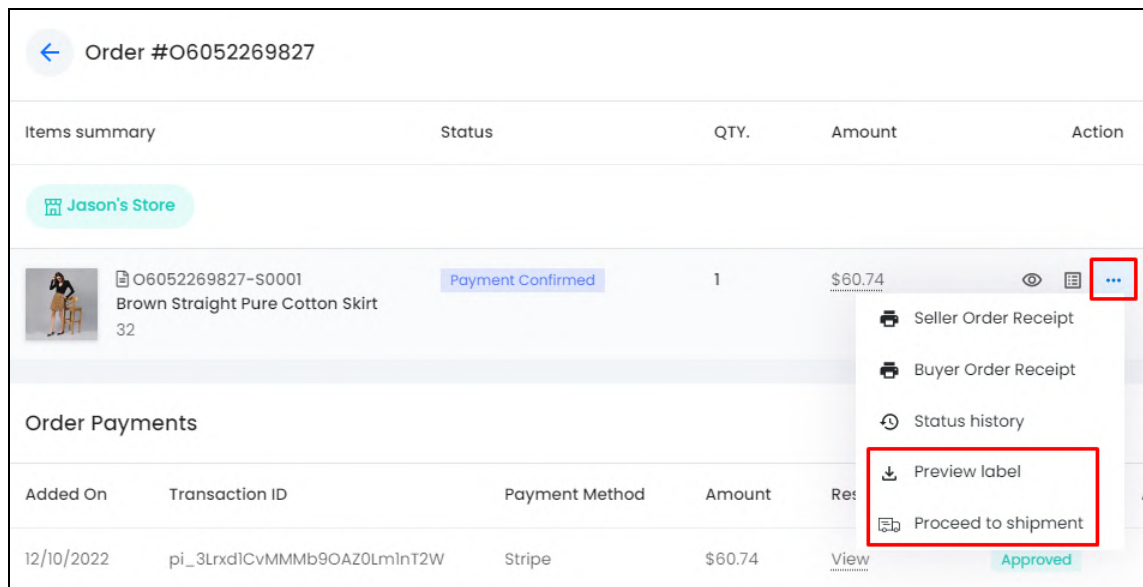 Order #O6052269827
Items summary Status QTY. Amount Action
Jason's Store
O6052269827-S0001 Payment Confirmed 1 $60.74
Brown Straight Pure Cotton Skirt
32
Seller Order Receipt
Buyer Order Receipt
Status history
Preview label
Proceed to shipment
Order Payments
Added On Transaction ID Payment Method Amount
12/10/2022 pi_3Lrxd1CvMMMb9OAZ0Lm1nT2W Stripe $60.74 View Approved